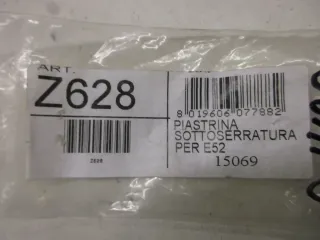 ART.
Z628
Z628
8 019606 077882
PIASTRINA
SOTTOSERRATURA
PER E52
15069